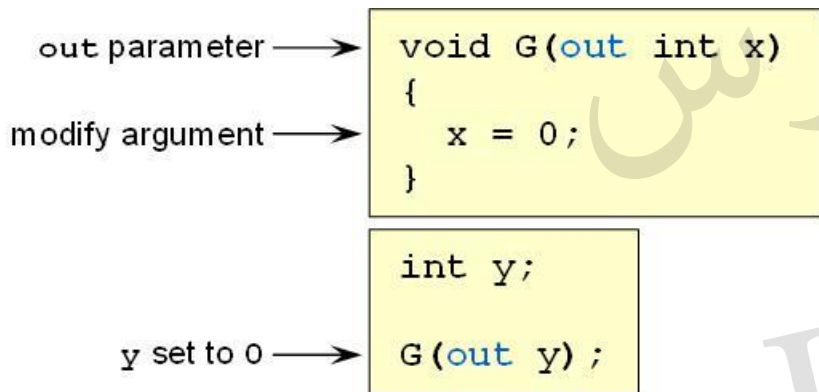 out parameter
void G(out int x)
{
modify argument
x = 0;
}
int y;
y set to 0
G(out y);